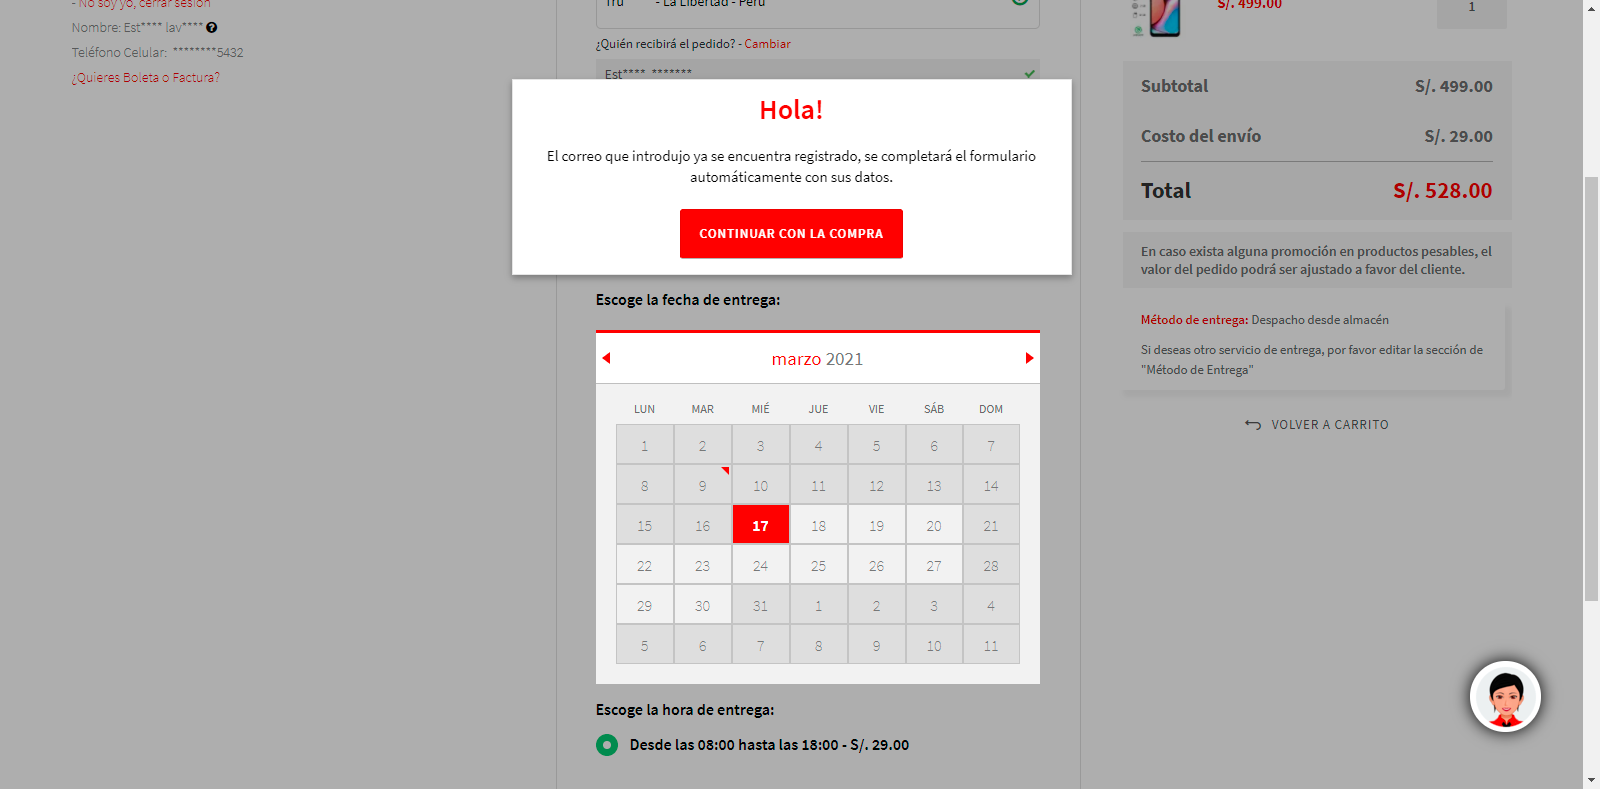 - No soy yo, cerrar sesión
Nombre: Est**** lav****
Teléfono Celular: ********5432
¿Quieres Boleta o Factura?
Tru - La Libertad - Perú
¿Quién recibirá el pedido? - Cambiar
Est**** *******
Hola!
El correo que introdujo ya se encuentra registrado, se completará el formulario
automáticamente con sus datos.
CONTINUAR CON LA COMPRA
Escoge la fecha de entrega:
marzo 2021
LUN MAR MIÉ JUE VIE SÁB DOM
1 2 3 4 5 6 7
8 9 10 11 12 13 14
15 16 17 18 19 20 21
22 23 24 25 26 27 28
29 30 31 1 2 3 4
5 6 7 8 9 10 11
Escoge la hora de entrega:
Desde las 08:00 hasta las 18:00 - S/. 29.00
S/. 499.00
1
Subtotal S/. 499.00
Costo del envío S/. 29.00
Total S/. 528.00
En caso exista alguna promoción en productos pesables, el
valor del pedido podrá ser ajustado a favor del cliente.
Método de entrega: Despacho desde almacén
Si deseas otro servicio de entrega, por favor editar la sección de
"Método de Entrega"
VOLVER A CARRITO